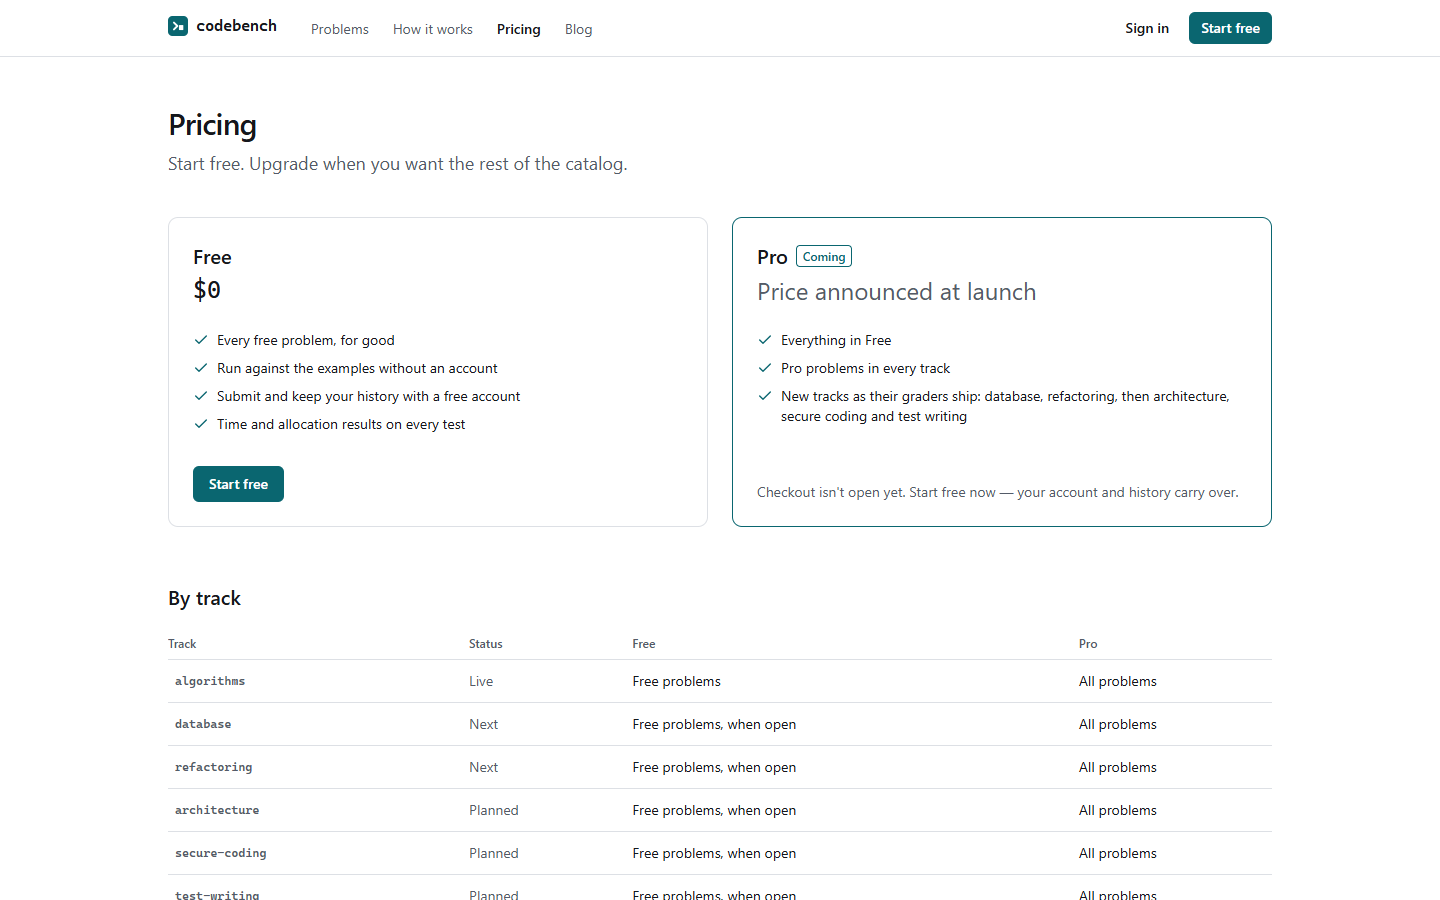 codebench Problems How it works Pricing Blog Sign in Start free
Pricing
Start free. Upgrade when you want the rest of the catalog.
Free
$0
Every free problem, for good
Run against the examples without an account
Submit and keep your history with a free account
Time and allocation results on every test
Start free
Pro Coming
Price announced at launch
Everything in Free
Pro problems in every track
New tracks as their graders ship: database, refactoring, then architecture,
secure coding and test writing
Checkout isn't open yet. Start free now — your account and history carry over.
By track
Track Status Free Pro
algorithms Live Free problems All problems
database Next Free problems, when open All problems
refactoring Next Free problems, when open All problems
architecture Planned Free problems, when open All problems
secure-coding Planned Free problems, when open All problems
test-writing Planned Free problems, when open All problems